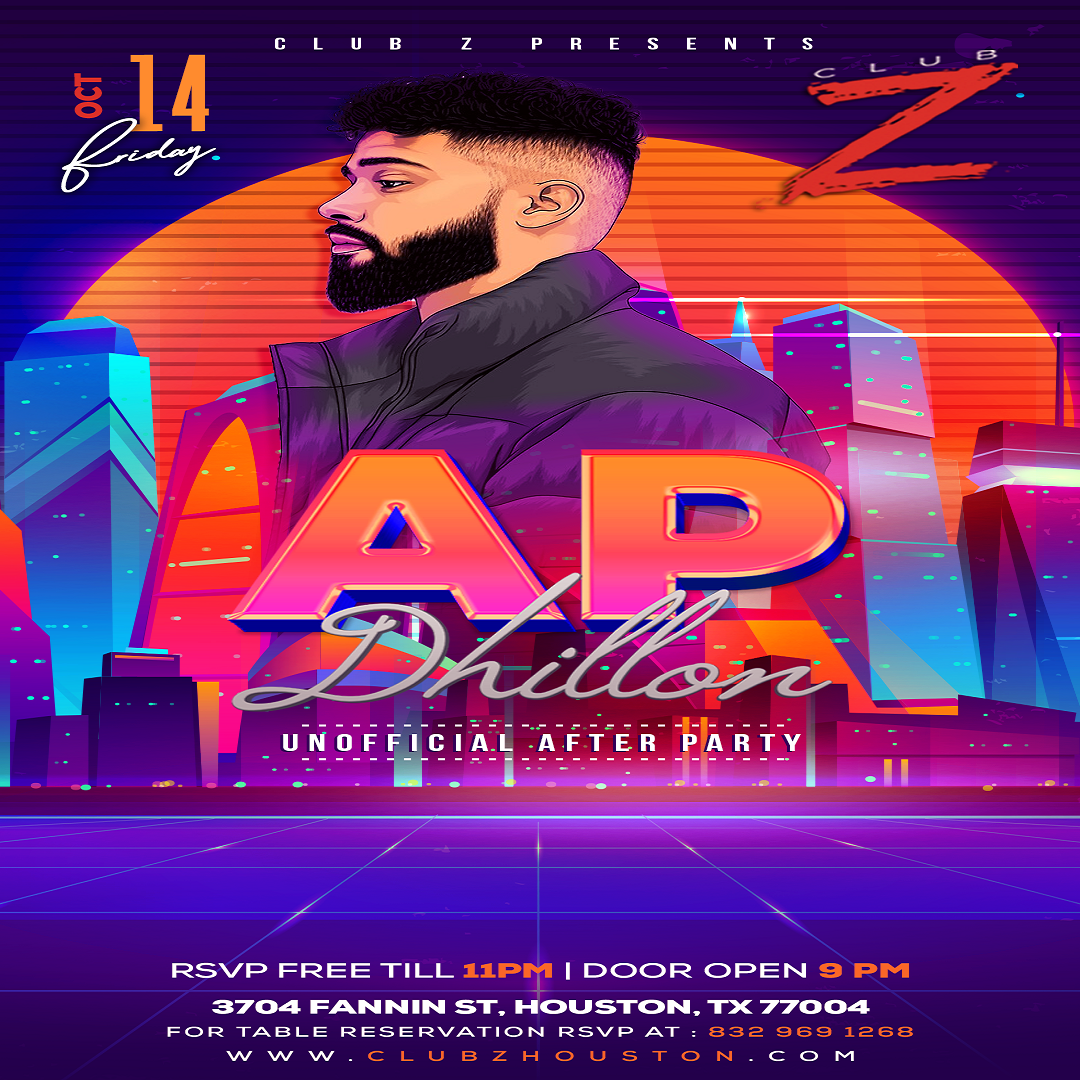 CLUB Z PRESENTS
OCT
14
friday
CLUB
Z
AP
Dhillon
UNOFFICIAL AFTER PARTY
RSVP FREE TILL 11PM | DOOR OPEN 9 PM
3704 FANNIN ST, HOUSTON, TX 77004
FOR TABLE RESERVATION RSVP AT : 832 969 1268
WWW.CLUBZHOUSTON.COM